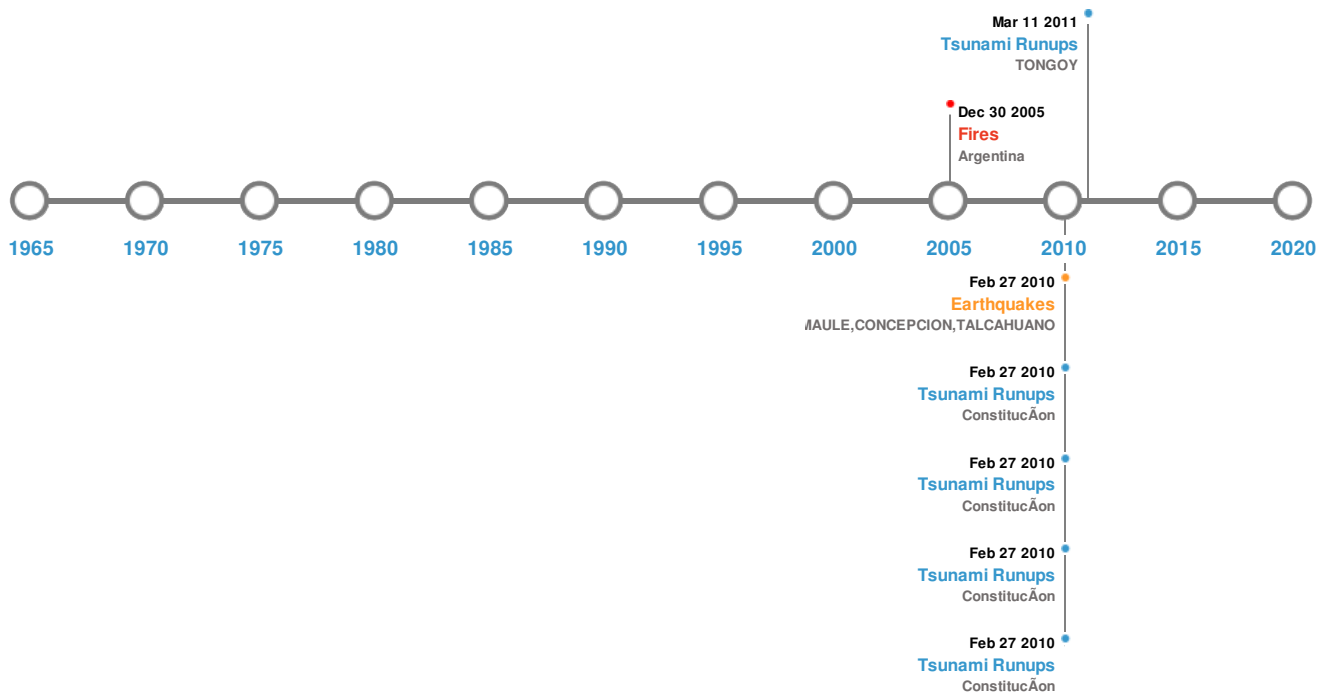 Mar 11 2011
Tsunami Runups
TONGOY
Dec 30 2005
Fires
Argentina
1965 1970 1975 1980 1985 1990 1995 2000 2005 2010 2015 2020
Feb 27 2010
Earthquakes
,CONCEPCION,TALCAHUANO
Feb 27 2010
Tsunami Runups
ConstitucÃon
Feb 27 2010
Tsunami Runups
ConstitucÃon
Feb 27 2010
Tsunami Runups
ConstitucÃon
Feb 27 2010
Tsunami Runups
ConstitucÃon